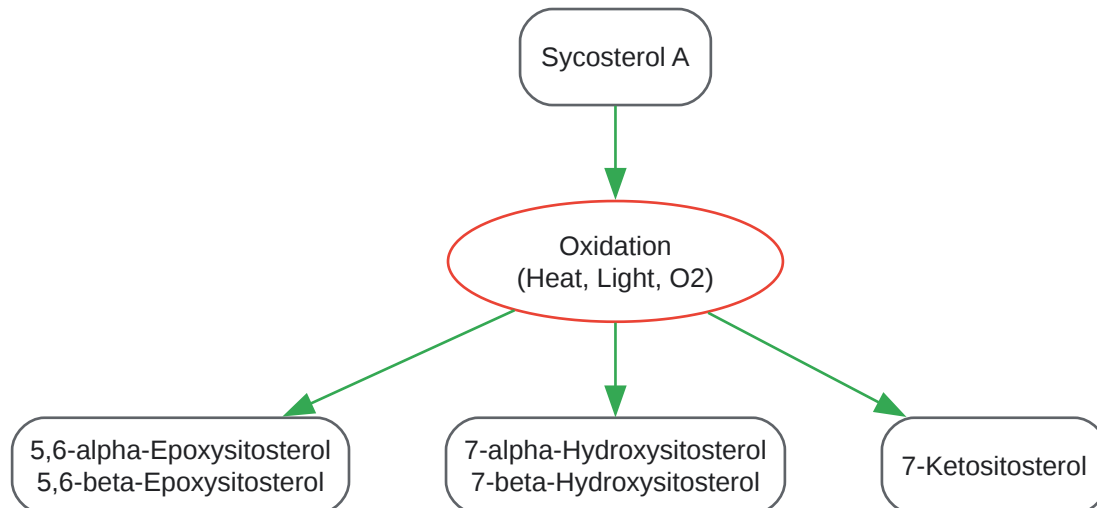 Sycosterol A
Oxidation
(Heat, Light, O2)
5,6-alpha-Epoxysitosterol
5,6-beta-Epoxysitosterol
7-alpha-Hydroxysitosterol
7-beta-Hydroxysitosterol
7-Ketositosterol